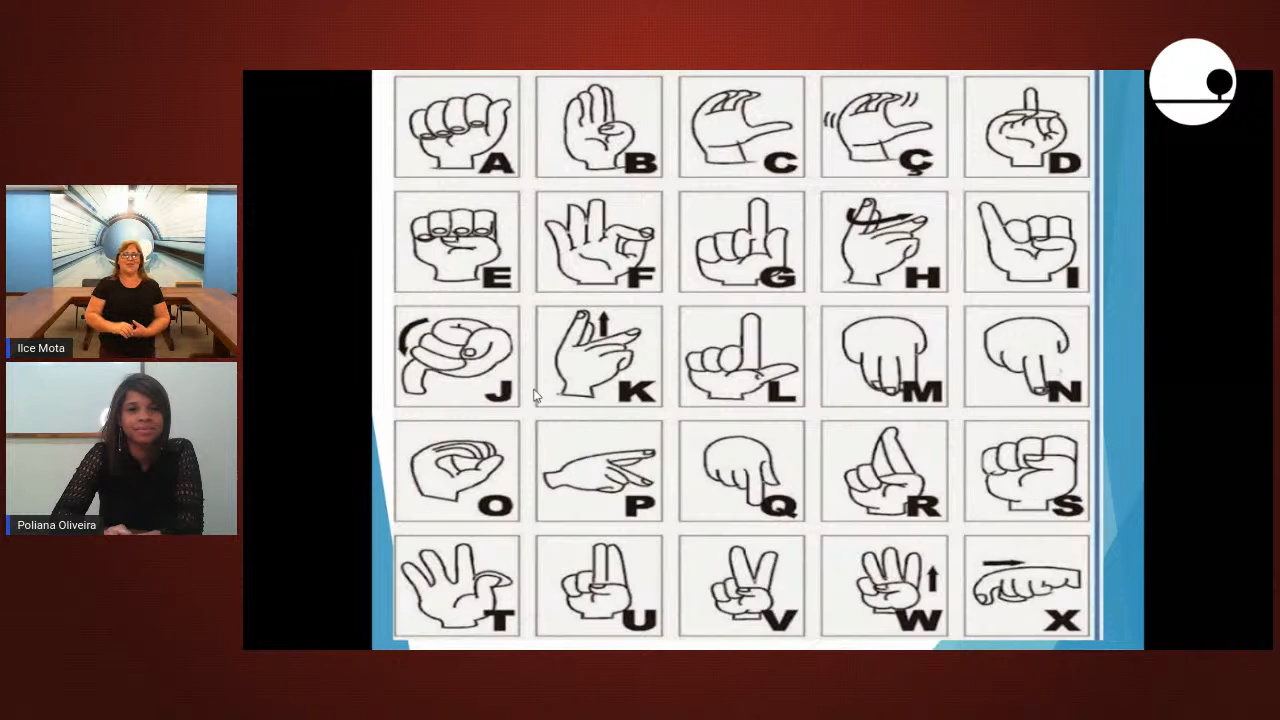 A B C Ç D
E F G H I
J K L M N
O P Q R S
T U V W X
Ilce Mota
Poliana Oliveira